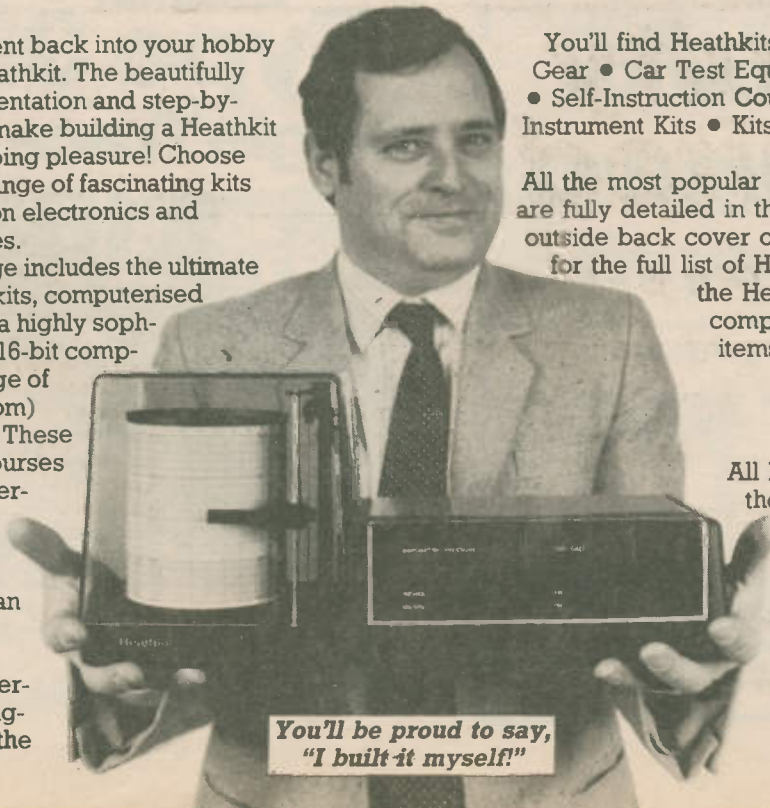 ent back into your hobby
athkit. The beautifully
entation and step-by-
make building a Heathkit
bing pleasure! Choose
nge of fascinating kits
on electronics and
es.
ge includes the ultimate
kits, computerised
a highly soph-
16-bit comp-
ge of
om)
These
ourses
er-
an
er-
g-
the
You'll find Heathkits
Gear ● Car Test Equ
● Self-Instruction Cou
Instrument Kits ● Kits
All the most popular
are fully detailed in th
outside back cover c
for the full list of H
the He
comp
items
All
the
Heathkit
You'll be proud to say,
"I built it myself!"